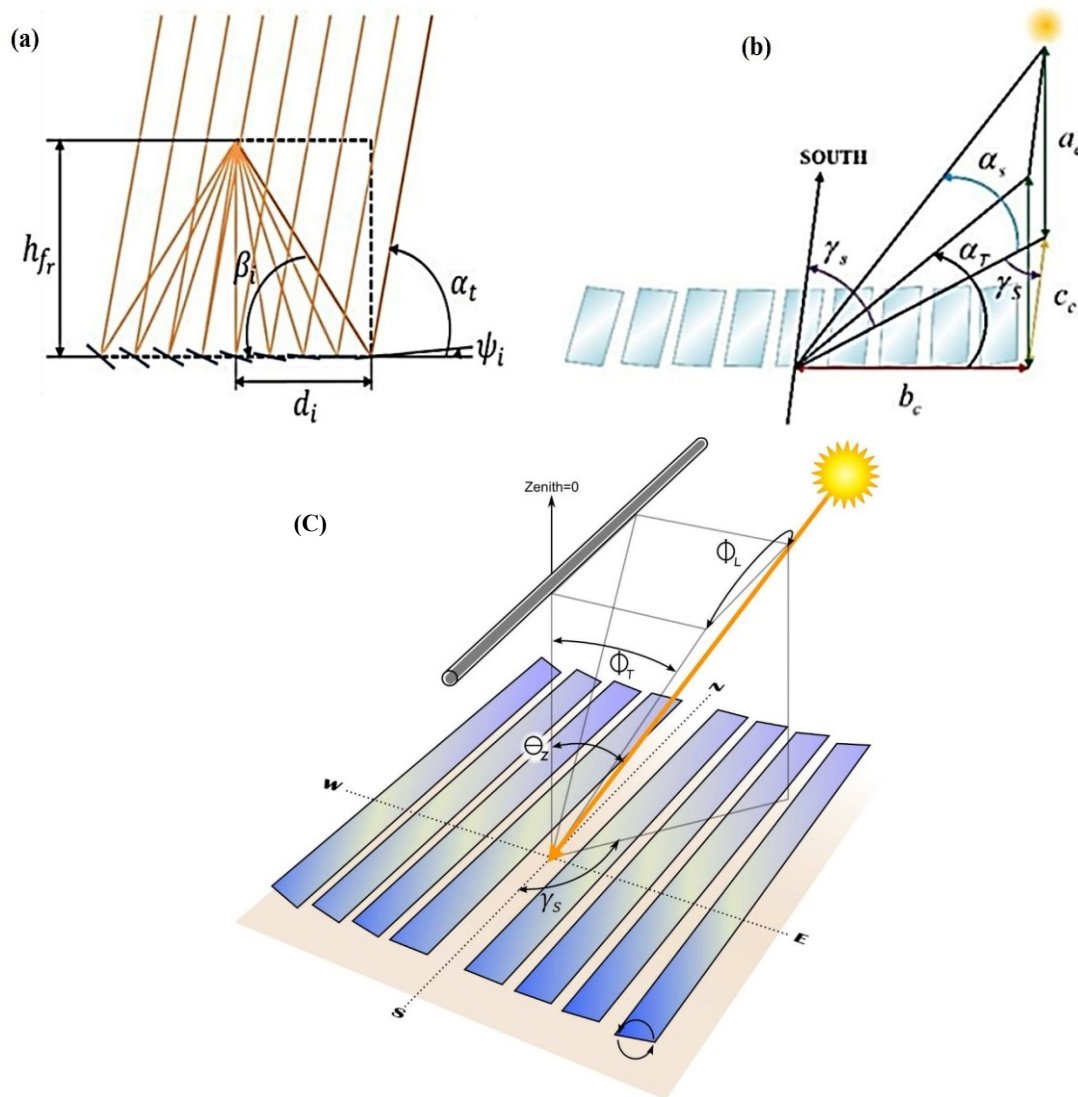 (a)
h_{f_r}
β_i
α_t
ψ_i
d_i
(b)
SOUTH
α_s
a_c
γ_s
α_T
γ_S
c_c
b_c
(C)
Zenith=0
Φ_L
Φ_T
N
Θ_Z
W
γ_S
E
S